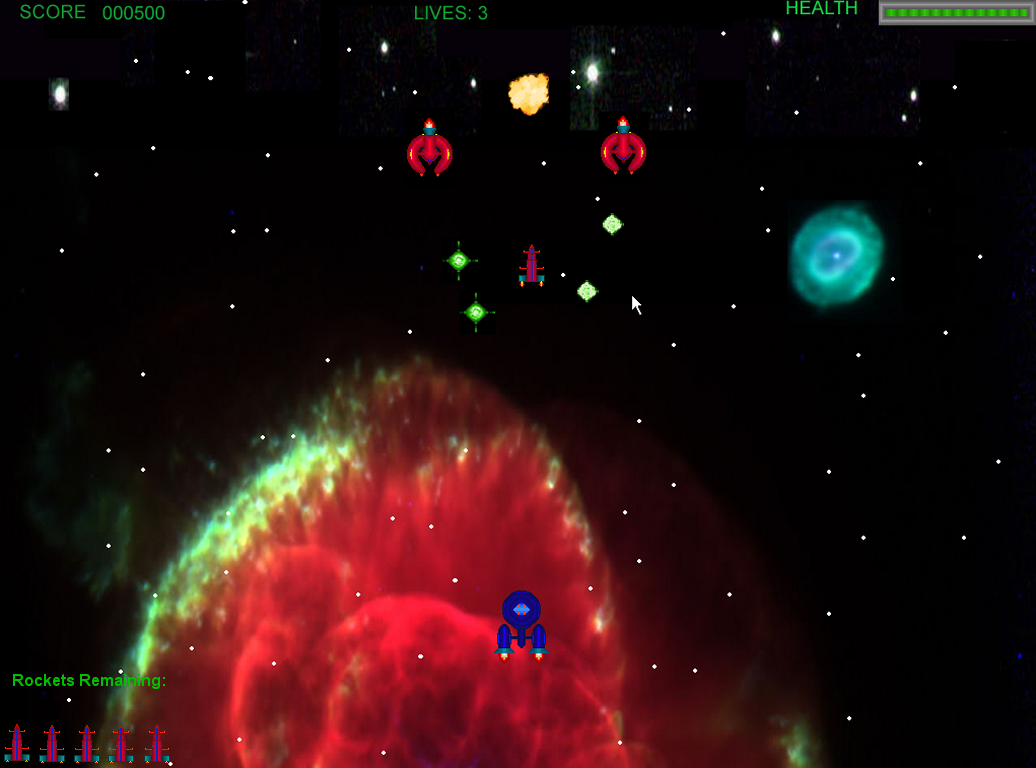 SCORE 000500
LIVES: 3
HEALTH
Rockets Remaining: